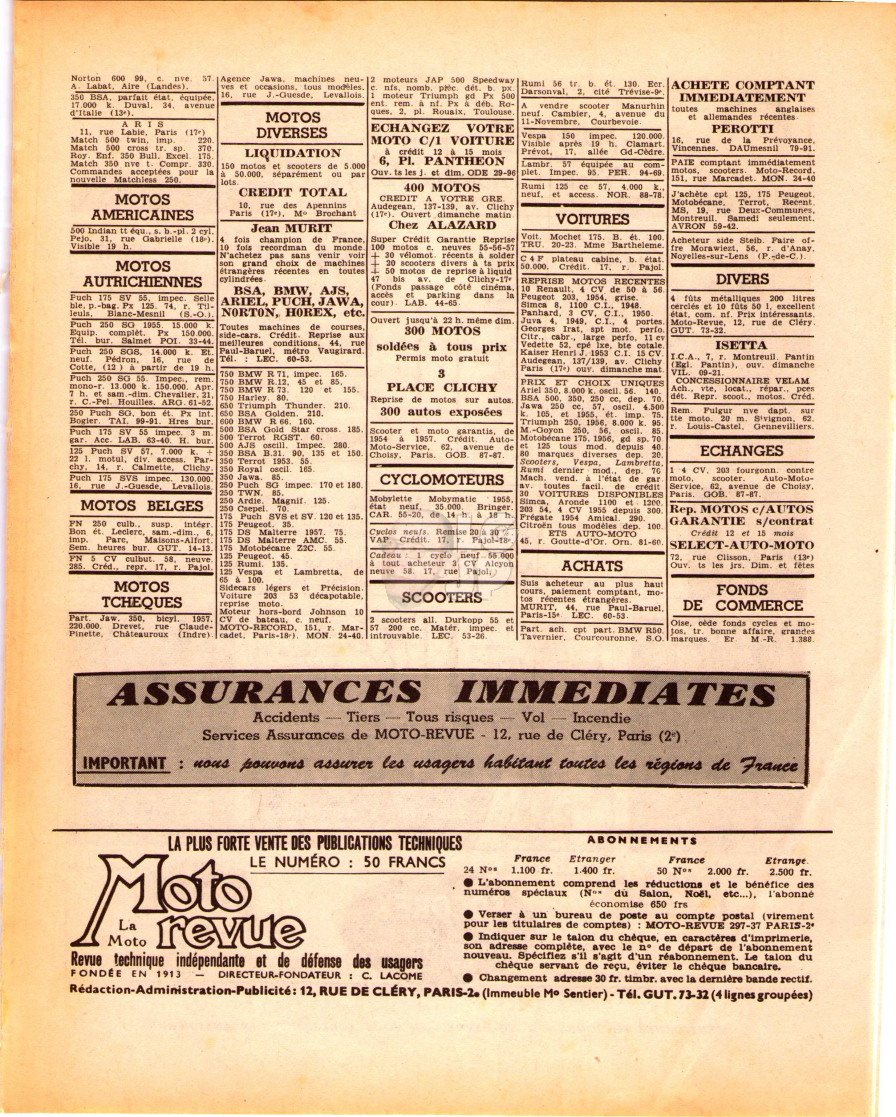 Norton 600 99, c. nve. 57.
A. Labat, Aire (Landes).
350 BSA, parfait état, équipée,
17.000 k. Duval, 34, avenue
d'Italie (13e).
ARIS
11, rue Labie, Paris (17e)
Match 500 twin, imp. 220.
Match 500 cross tr. sp. 370.
Roy. Enf. 350 Bull. Excel. 175.
Match 350 nve t. Compr. 330.
Commandes acceptées pour la
nouvelle Matchless 250.
MOTOS
AMERICAINES
500 Indian tt équ., s. b.-pl. 2 cyl.
Pejo, 31, rue Gabrielle (18e).
Visible 19 h.
MOTOS
AUTRICHIENNES
Puch 175 SV 55, impec. Selle
ble, p.-bag. Px 125. 74, r. Til-
leuls, Blanc-Mesnil (S.-O.).
Puch 250 SG 1955. 15.000 k.
Equip. complèt. Px 150.000.
Tél. bur. Salmet POI. 33-44.
Puch 250 SGS, 14.000 k. Et.
neuf. Pédron, 16, rue de
Cotte, (12e) à partir de 19 h.
Puch 250 SG 55. Impec., rem.
mono-r. 13.000 k. 150.000. Apr.
7 h. et sam.-dim. Chevalier, 21,
r. C.-Pel. Houilles. ARG. 61-52.
250 Puch SG, bon ét. Px int.
Bogier. TAI. 99-91. Hres bur.
Puch 175 SV 55 impec. 3 m.
gar. Acc. LAB. 63-40. H. bur.
125 Puch SV 57, 7.000 k. +
22 l. motul, div. access. Par-
chy, 14, r. Calmette, Clichy.
Puch 175 SVS impec. 130.000.
16, rue J.-Guesde, Levallois.
MOTOS BELGES
FN 250 culb., susp. intégr.
Bon ét. Leclerc, sam.-dim., 6,
imp. Parc, Maisons-Alfort.
Sem. heures bur. GUT. 14-13.
FN 5 CV culbut. 58, neuve.
285. Créd., repr. 17, r. Pajol.
MOTOS
TCHEQUES
Part. Jaw. 350, bicyl. 1957,
220.000. Drevet, rue Claude-
Pinette, Châteauroux (Indre).
Agence Jawa, machines neu-
ves et occasions, tous modèles.
16, rue J.-Guesde, Levallois.
MOTOS
DIVERSES
LIQUIDATION
150 motos et scooters de 5.000
à 50.000, séparément ou par
lots.
CREDIT TOTAL
10, rue des Apennins
Paris (17e), Mo Brochant
Jean MURIT
4 fois champion de France,
10 fois recordman du monde.
N'achetez pas sans venir voir
son grand choix de machines
étrangères récentes en toutes
cylindrées.
BSA, BMW, AJS,
ARIEL, PUCH, JAWA,
NORTON, HOREX, etc.
Toutes machines de courses,
side-cars. Crédit. Reprise aux
meilleures conditions, 44, rue
Paul-Baruel, métro Vaugirard.
Tél. : LEC. 60-53.
750 BMW R 71, impec. 165.
750 BMW R.12, 45 et 85.
750 BMW R 73. 120 et 155.
750 Harley. 80.
650 Triumph Thunder. 210.
650 BSA Golden. 210.
600 BMW R 66. 160.
500 BSA Gold Star cross. 185.
500 Terrot RGST. 60.
500 AJS oscill. Impec. 280.
350 BSA B.31. 90, 135 et 150.
350 Terrot 1953. 55.
350 Royal oscil. 165.
350 Jawa. 85.
250 Puch SG impec. 170 et 180.
250 TWN. 85.
250 Ardie. Magnif. 125.
250 Csepel. 70.
175 Puch SVS et SV. 120 et 135.
175 Peugeot. 35.
175 DS Malterre 1957. 75.
175 DS Malterre AMC. 55.
175 Motobécane Z2C. 55.
125 Peugeot. 45.
125 Rumi. 135.
125 Vespa et Lambretta, de
65 à 100.
Sidecars légers et Précision.
Voiture 203 53 décapotable,
reprise moto.
Moteur hors-bord Johnson 10
CV de bateau, c. neuf.
MOTO-RECORD, 151, r. Mar-
cadet, Paris-18e). MON. 24-40.
2 moteurs JAP 500 Speedway
c. nfs, nomb. pièc. dét. b. px.
1 moteur Triumph gd Px 500
ent. rem. à nf. Px à déb. Ro-
ques, 2, pl. Rouaix, Toulouse.
ECHANGEZ VOTRE
MOTO C/1 VOITURE
à crédit 12 à 15 mois
6, Pl. PANTHEON
Ouv. ts les j. et dim. ODE 29-96
400 MOTOS
CREDIT A VOTRE GRE.
Audegean, 137-139, av. Clichy
(17e). Ouvert dimanche matin
Chez ALAZARD
Super Crédit Garantie Reprise
100 motos c. neuves 55-56-57
+ 30 vélomot. récents à solder
+ 20 scooters divers à ts prix
+ 50 motos de reprise à liquid
47 bis av. de Clichy-17e
(Fonds passage côté cinéma,
accès et parking dans la
cour). LAB. 44-65.
Ouvert jusqu'à 22 h. même dim.
300 MOTOS
soldées à tous prix
Permis moto gratuit
3
PLACE CLICHY
Reprise de motos sur autos.
300 autos exposées
Scooter et moto garantis, de
1954 à 1957. Crédit. Auto-
Moto-Service, 62, avenue de
Choisy, Paris. GOB. 87-87.
CYCLOMOTEURS
Mobylette Mobymatic 1955,
état neuf, 35.000. Bringer.
CAR. 55-20, de 14 h. à 18 h.
Cyclos neufs. Remise 20 à 30 %.
VAP. Crédit. 17, r. Pajol-18e.
Cadeau : 1 cyclo neuf 55.000
à tout acheteur 3 CV Alcyon
neuve 58. 17, rue Pajol.
SCOOTERS
2 scooters all. Durkopp 55 et
57 200 cc. Matér. impec. et
introuvable. LEC. 53-26.
Rumi 56 tr. b. ét. 130. Ecr.
Darsonval, 2, cité Trévise-9e.
A vendre scooter Manurhin
neuf. Cambier, 4, avenue du
11-Novembre, Courbevoie.
Vespa 150 impec. 120.000.
Visible après 19 h. Clamart.
Prévot, 17, allée Gd-Cèdre.
Lambr. 57 équipée au com-
plet. Impec. 95. PER. 94-69.
Rumi 125 cc 57, 4.000 k.,
neuf, et access. NOR. 88-78.
VOITURES
Voit. Mochet 175. B. ét. 100.
TRU. 20-23. Mme Bartheleme.
C 4 F plateau cabine, b. état.
50.000. Crédit. 17, r. Pajol.
REPRISE MOTOS RECENTES
10 Renault, 4 CV de 50 à 56.
Peugeot 203, 1954, grise.
Simca 8, 1100 C.I., 1948.
Panhard, 3 CV, C.I., 1950.
Juva 4, 1949, C.I., 4 portes.
Georges Irat, spt mot. perfo.
Citr., cabr., large perfo, 11 cv
Vedette 52, cpé lxe, bte cotale.
Kaiser Henri J. 1953 C.I. 15 CV.
Audegean, 137/139, av. Clichy
Paris (17e) ouv. dimanche mat.
PRIX ET CHOIX UNIQUES
Ariel 350, 8.000 k. oscil. 56. 140.
BSA 500, 350, 250 cc, dep. 70.
Jawa 250 cc, 57, oscil. 4.500
k. 105, et 1955, ét. imp. 75.
Triumph 250, 1956, 8.000 k. 95.
M.-Goyon 250, 56, oscil. 85.
Motobécane 175, 1956, gd sp. 70
et 125 tous mod. depuis 40.
80 marques diverses dep. 20.
Scooters, Vespa, Lambretta,
Rumi dernier mod., dep. 70
Mach. vend. à l'état de gar
av. toutes facil. de crédit
30 VOITURES DISPONIBLES
Simca, Aronde 1100 et 1200.
203 54, 4 CV 1955 depuis 300.
Frégate 1954 Amical. 290.
Citroën tous modèles dep. 100.
ETS AUTO-MOTO
45, r. Goutte-d'Or. Orn. 81-60.
ACHATS
Suis acheteur au plus haut
cours, paiement comptant, mo-
tos récentes étrangères.
MURIT, 44, rue Paul-Baruel,
Paris-15e. LEC. 60-53.
Part. ach. cpt part. BMW R50.
Tavernier, Courcouronne, S.O.
ACHETE COMPTANT
IMMEDIATEMENT
toutes machines anglaises
et allemandes récentes
PEROTTI
16, rue de la Prévoyance,
Vincennes. DAUmesnil 79-91.
PAIE comptant immédiatement
motos, scooters. Moto-Record,
151, rue Marcadet. MON. 24-40
J'achète cpt 125, 175 Peugeot,
Motobécane, Terrot, Recent.
MS, 19, rue Deux-Communes,
Montreuil. Samedi seulement.
AVRON 59-42.
Acheteur side Steib. Faire of-
fre Morawiezt, 56, r. d'Anay,
Noyelles-sur-Lens (P.-de-C.).
DIVERS
4 fûts métalliques 200 litres
cerclés et 10 fûts 50 l, excellent
état, com. nf. Prix intéressants.
Moto-Revue, 12, rue de Cléry.
GUT. 73-32.
ISETTA
I.C.A., 7, r. Montreuil. Pantin
(Egl. Pantin), ouv. dimanche
VIL. 09-21.
CONCESSIONNAIRE VELAM
Ach., vte, locat., répar., pces
dét. Repr. scoot., motos. Créd.
Rem. Fulgur nve dapt. sur
tte moto. 20 m. Sivignon, 62.
r. Louis-Castel, Gennevilliers.
ECHANGES
1 4 CV. 203 fourgonn. contre
moto, scooter. Auto-Moto-
Service, 62, avenue de Choisy,
Paris. GOB. 87-87.
Rep. MOTOS c/AUTOS
GARANTIE s/contrat
Crédit 12 et 15 mois
SELECT-AUTO-MOTO
72, rue Clisson, Paris (13e)
Ouv. ts les jrs. Dim. et fêtes
FONDS
DE COMMERCE
Oise, cède fonds cycles et mo-
tos, tr. bonne affaire, grandes
marques. Er. M.-R. 1.388.
ASSURANCES IMMEDIATES
Accidents — Tiers — Tous risques — Vol — Incendie
Services Assurances de MOTO-REVUE - 12, rue de Cléry, Paris (2e)
IMPORTANT : nous pouvons assurer les usagers habitant toutes les régions de France
LA PLUS FORTE VENTE DES PUBLICATIONS TECHNIQUES
LE NUMÉRO : 50 FRANCS
Moto
revue
La
Moto
Revue technique indépendante et de défense des usagers
FONDÉE EN 1913 — DIRECTEUR-FONDATEUR : C. LACOME
ABONNEMENTS
France Etranger France Etrange.
24 Nos 1.100 fr. 1.400 fr. 50 Nos 2.000 fr. 2.500 fr.
● L'abonnement comprend les réductions et le bénéfice des
numéros spéciaux (Nos du Salon, Noël, etc...), l'abonné
économise 650 frs
● Verser à un bureau de poste au compte postal (virement
pour les titulaires de comptes) : MOTO-REVUE 297-37 PARIS-2e
● Indiquer sur le talon du chèque, en caractères d'imprimerie,
son adresse complète, avec le no de départ de l'abonnement
nouveau. Spécifiez s'il s'agit d'un réabonnement. Le talon du
chèque servant de reçu, éviter le chèque bancaire.
● Changement adresse 30 fr. timbr. avec la dernière bande rectif.
Rédaction-Administration-Publicité : 12, RUE DE CLÉRY, PARIS-2e (Immeuble Mo Sentier) - Tél. GUT. 73-32 (4 lignes groupées)